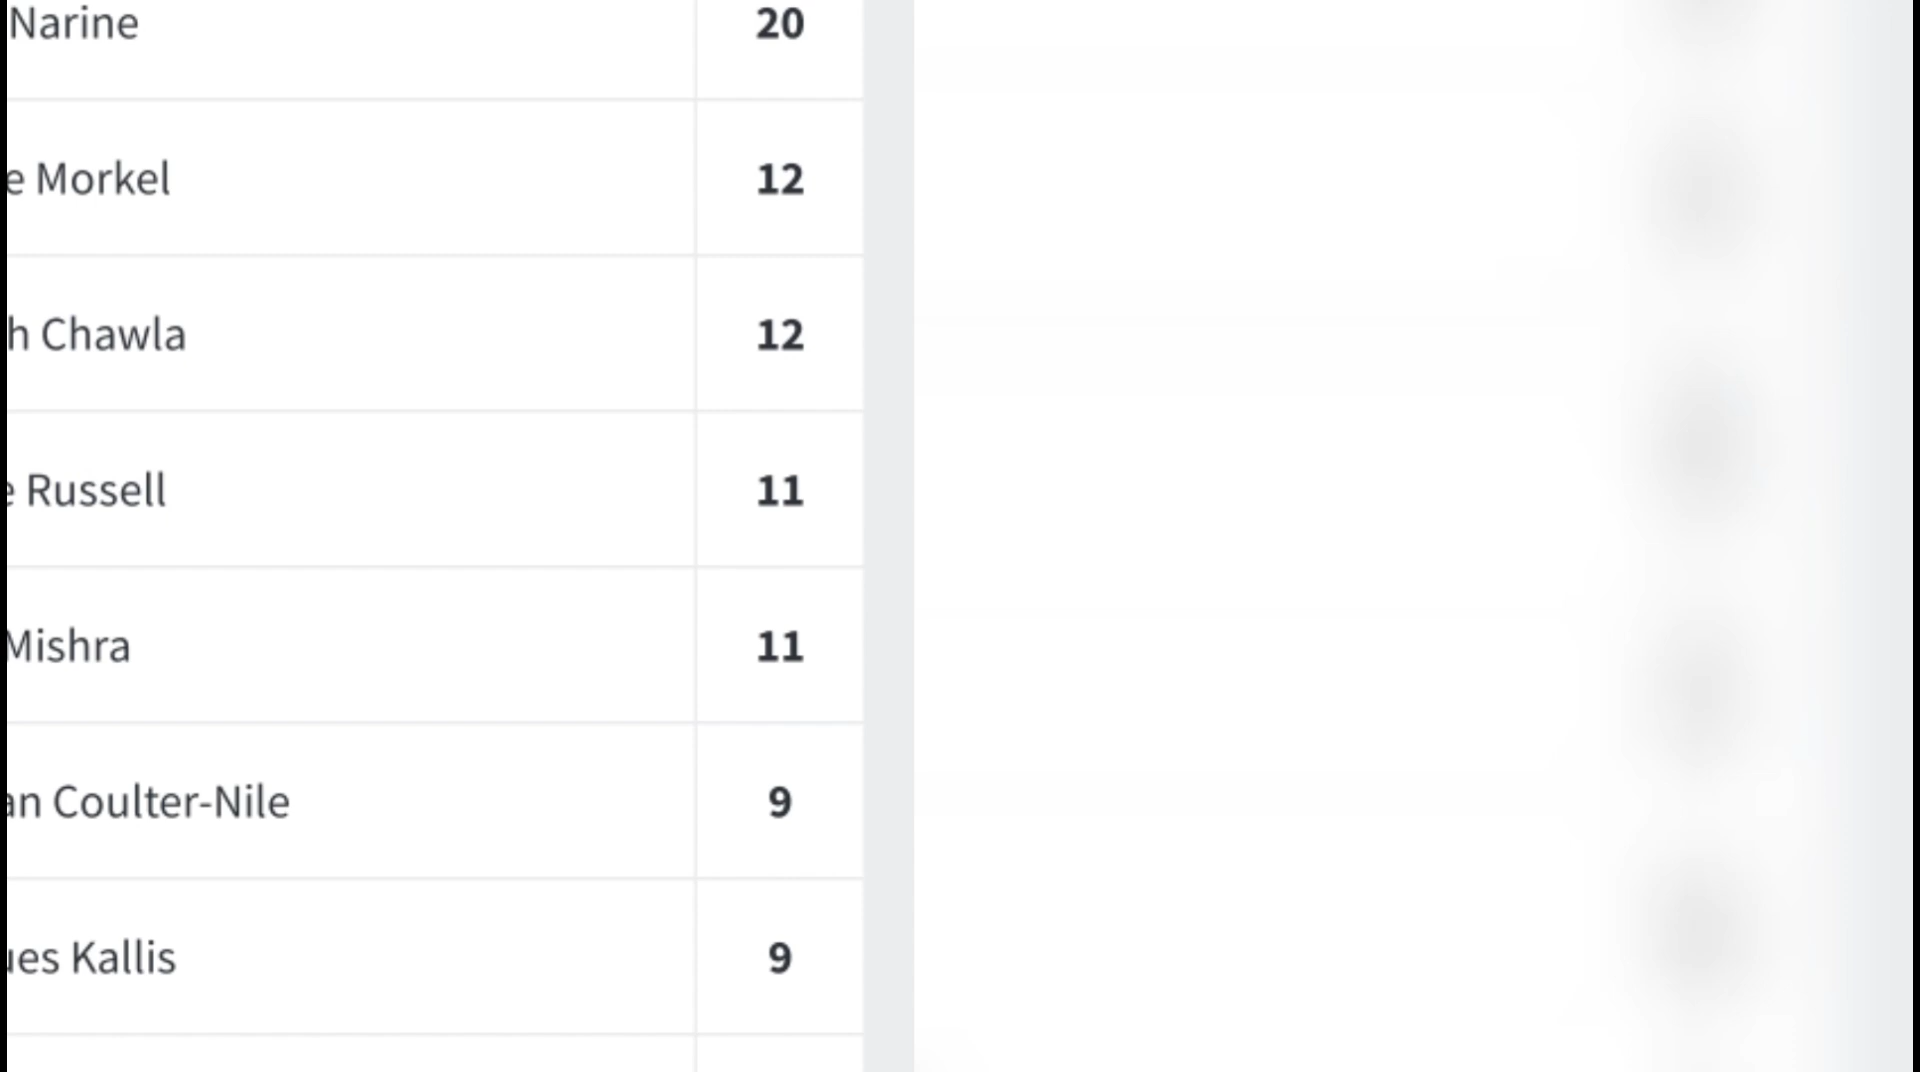 Narine 20
e Morkel 12
h Chawla 12
e Russell 11
Mishra 11
an Coulter-Nile 9
ues Kallis 9